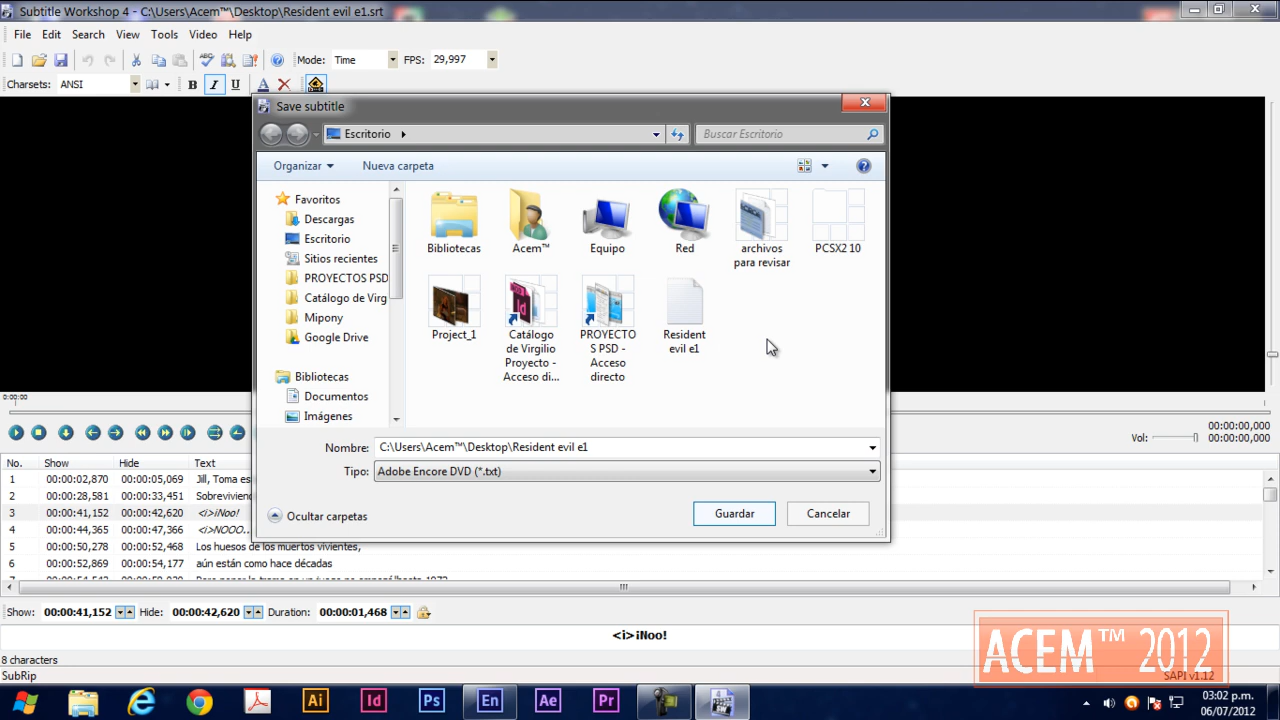 Subtitle Workshop 4 - C:\Users\Acem™\Desktop\Resident evil e1.srt
File Edit Search View Tools Video Help
Mode: Time FPS: 29,997
Charsets: ANSI B I U A
Save subtitle
Escritorio
Buscar Escritorio
Organizar Nueva carpeta
Favoritos
Descargas
Escritorio
Sitios recientes
PROYECTOS PSD
Catálogo de Virg
Mipony
Google Drive
Bibliotecas
Documentos
Imágenes
Bibliotecas
Acem™
Equipo
Red
archivos
para revisar
PCSX2 10
Project_1
Catálogo
de Virgilio
Proyecto -
Acceso di...
PROYECTO
S PSD -
Acceso
directo
Resident
evil e1
Nombre: C:\Users\Acem™\Desktop\Resident evil e1
Tipo: Adobe Encore DVD (*.txt)
Ocultar carpetas Guardar Cancelar
0:00:00
00:00:00,000
Vol: 00:00:00,000
No. Show Hide Text
1 00:00:02,870 00:00:05,069 Jill, Toma es
2 00:00:28,581 00:00:33,451 Sobreviviend
3 00:00:41,152 00:00:42,620 <i>¡Noo!
4 00:00:44,365 00:00:47,366 <i>NOOO..
5 00:00:50,278 00:00:52,468 Los huesos de los muertos vivientes,
6 00:00:52,869 00:00:54,177 aún están como hace décadas
Show: 00:00:41,152 Hide: 00:00:42,620 Duration: 00:00:01,468
<i>¡Noo!
8 characters
SubRip
ACEM™ 2012
SAPI v1.12
Ai Id Ps En Ae Pr
03:02 p.m.
06/07/2012